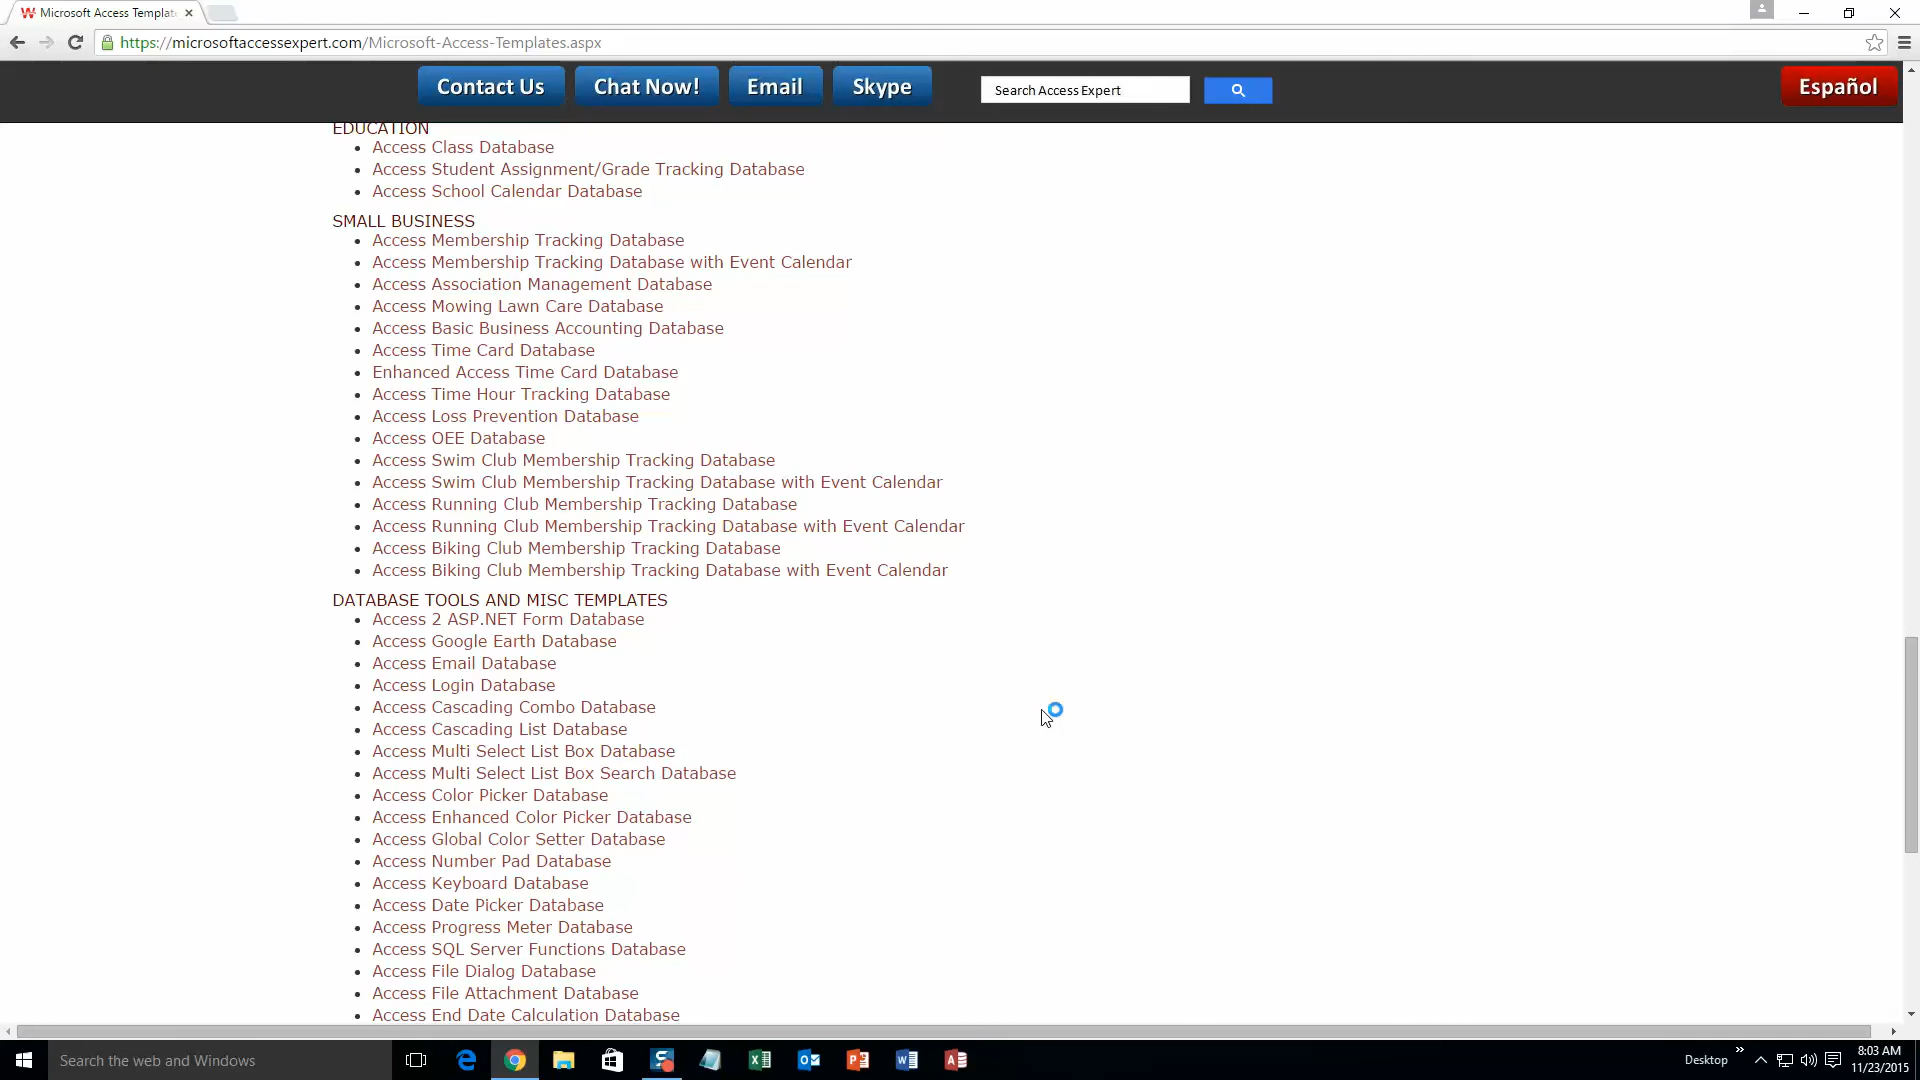 Microsoft Access Templat
https://microsoftaccessexpert.com/Microsoft-Access-Templates.aspx
Contact Us
Chat Now!
Email
Skype
Search Access Expert
Español
EDUCATION
Access Class Database
Access Student Assignment/Grade Tracking Database
Access School Calendar Database
SMALL BUSINESS
Access Membership Tracking Database
Access Membership Tracking Database with Event Calendar
Access Association Management Database
Access Mowing Lawn Care Database
Access Basic Business Accounting Database
Access Time Card Database
Enhanced Access Time Card Database
Access Time Hour Tracking Database
Access Loss Prevention Database
Access OEE Database
Access Swim Club Membership Tracking Database
Access Swim Club Membership Tracking Database with Event Calendar
Access Running Club Membership Tracking Database
Access Running Club Membership Tracking Database with Event Calendar
Access Biking Club Membership Tracking Database
Access Biking Club Membership Tracking Database with Event Calendar
DATABASE TOOLS AND MISC TEMPLATES
Access 2 ASP.NET Form Database
Access Google Earth Database
Access Email Database
Access Login Database
Access Cascading Combo Database
Access Cascading List Database
Access Multi Select List Box Database
Access Multi Select List Box Search Database
Access Color Picker Database
Access Enhanced Color Picker Database
Access Global Color Setter Database
Access Number Pad Database
Access Keyboard Database
Access Date Picker Database
Access Progress Meter Database
Access SQL Server Functions Database
Access File Dialog Database
Access File Attachment Database
Access End Date Calculation Database
Search the web and Windows
Desktop
8:03 AM
11/23/2015